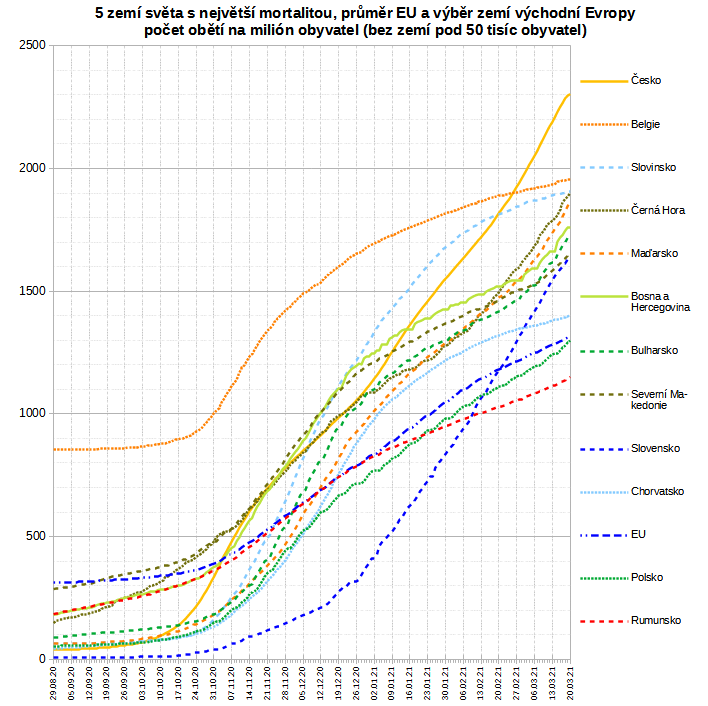 5 zemí světa s největší mortalitou, průměr EU a výběr zemí východní Evropy
počet obětí na milión obyvatel (bez zemí pod 50 tisíc obyvatel)
2500
2000
1500
1000
500
0
Česko
Belgie
Slovinsko
Černá Hora
Maďarsko
Bosna a
Hercegovina
Bulharsko
Severní Ma-
kedonie
Slovensko
Chorvatsko
EU
Polsko
Rumunsko
29.08.20
05.09.20
12.09.20
19.09.20
26.09.20
03.10.20
10.10.20
17.10.20
24.10.20
31.10.20
07.11.20
14.11.20
21.11.20
28.11.20
05.12.20
12.12.20
19.12.20
26.12.20
02.01.21
09.01.21
16.01.21
23.01.21
30.01.21
06.02.21
13.02.21
20.02.21
27.02.21
06.03.21
13.03.21
20.03.21